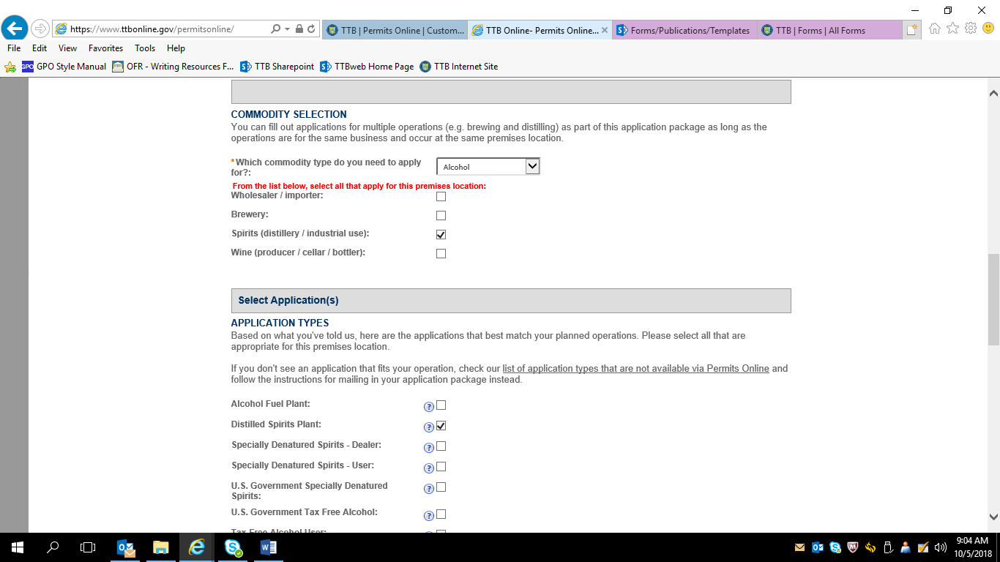 https://www.ttbonline.gov/permitsonline/
TTB | Permits Online | Custom...
TTB Online- Permits Online...
Forms/Publications/Templates
TTB | Forms | All Forms
File Edit View Favorites Tools Help
GPO GPO Style Manual OFR - Writing Resources F... TTB Sharepoint TTBweb Home Page TTB Internet Site
COMMODITY SELECTION
You can fill out applications for multiple operations (e.g. brewing and distilling) as part of this application package as long as the
operations are for the same business and occur at the same premises location.
*Which commodity type do you need to apply
for?:
Alcohol
From the list below, select all that apply for this premises location:
Wholesaler / importer:
Brewery:
Spirits (distillery / industrial use):
Wine (producer / cellar / bottler):
Select Application(s)
APPLICATION TYPES
Based on what you've told us, here are the applications that best match your planned operations. Please select all that are
appropriate for this premises location.
If you don't see an application that fits your operation, check our list of application types that are not available via Permits Online and
follow the instructions for mailing in your application package instead.
Alcohol Fuel Plant: ?
Distilled Spirits Plant: ?
Specially Denatured Spirits - Dealer: ?
Specially Denatured Spirits - User: ?
U.S. Government Specially Denatured
Spirits: ?
U.S. Government Tax Free Alcohol: ?
Tax Free Alcohol User:
9:04 AM
10/5/2018